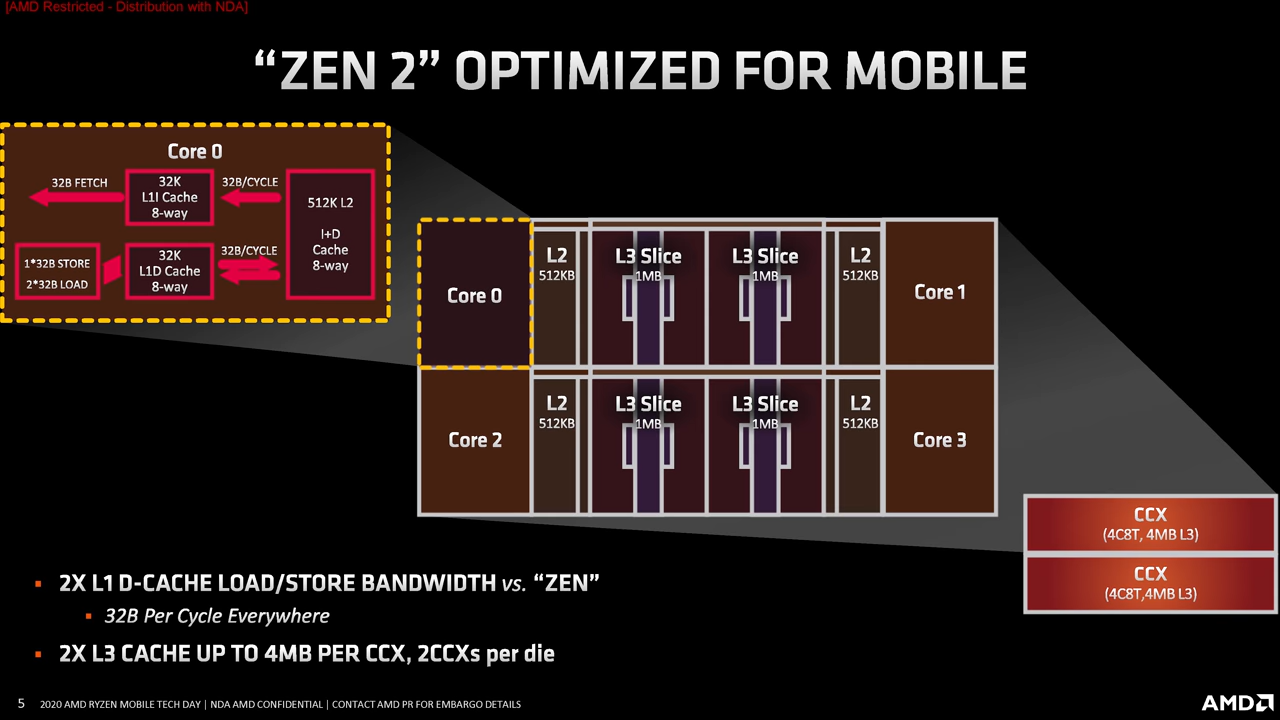 [AMD Restricted - Distribution with NDA]
“ZEN 2” OPTIMIZED FOR MOBILE
Core 0
32B FETCH
32K
L1I Cache
8-way
32B/CYCLE
512K L2
I+D
Cache
8-way
1*32B STORE
2*32B LOAD
32K
L1D Cache
8-way
32B/CYCLE
Core 0
L2
512KB
L3 Slice
1MB
L3 Slice
1MB
L2
512KB
Core 1
Core 2
L2
512KB
L3 Slice
1MB
L3 Slice
1MB
L2
512KB
Core 3
CCX
(4C8T, 4MB L3)
CCX
(4C8T,4MB L3)
▪ 2X L1 D-CACHE LOAD/STORE BANDWIDTH vs. “ZEN”
▪ 32B Per Cycle Everywhere
▪ 2X L3 CACHE UP TO 4MB PER CCX, 2CCXs per die
5 2020 AMD RYZEN MOBILE TECH DAY | NDA AMD CONFIDENTIAL | CONTACT AMD PR FOR EMBARGO DETAILS
AMD